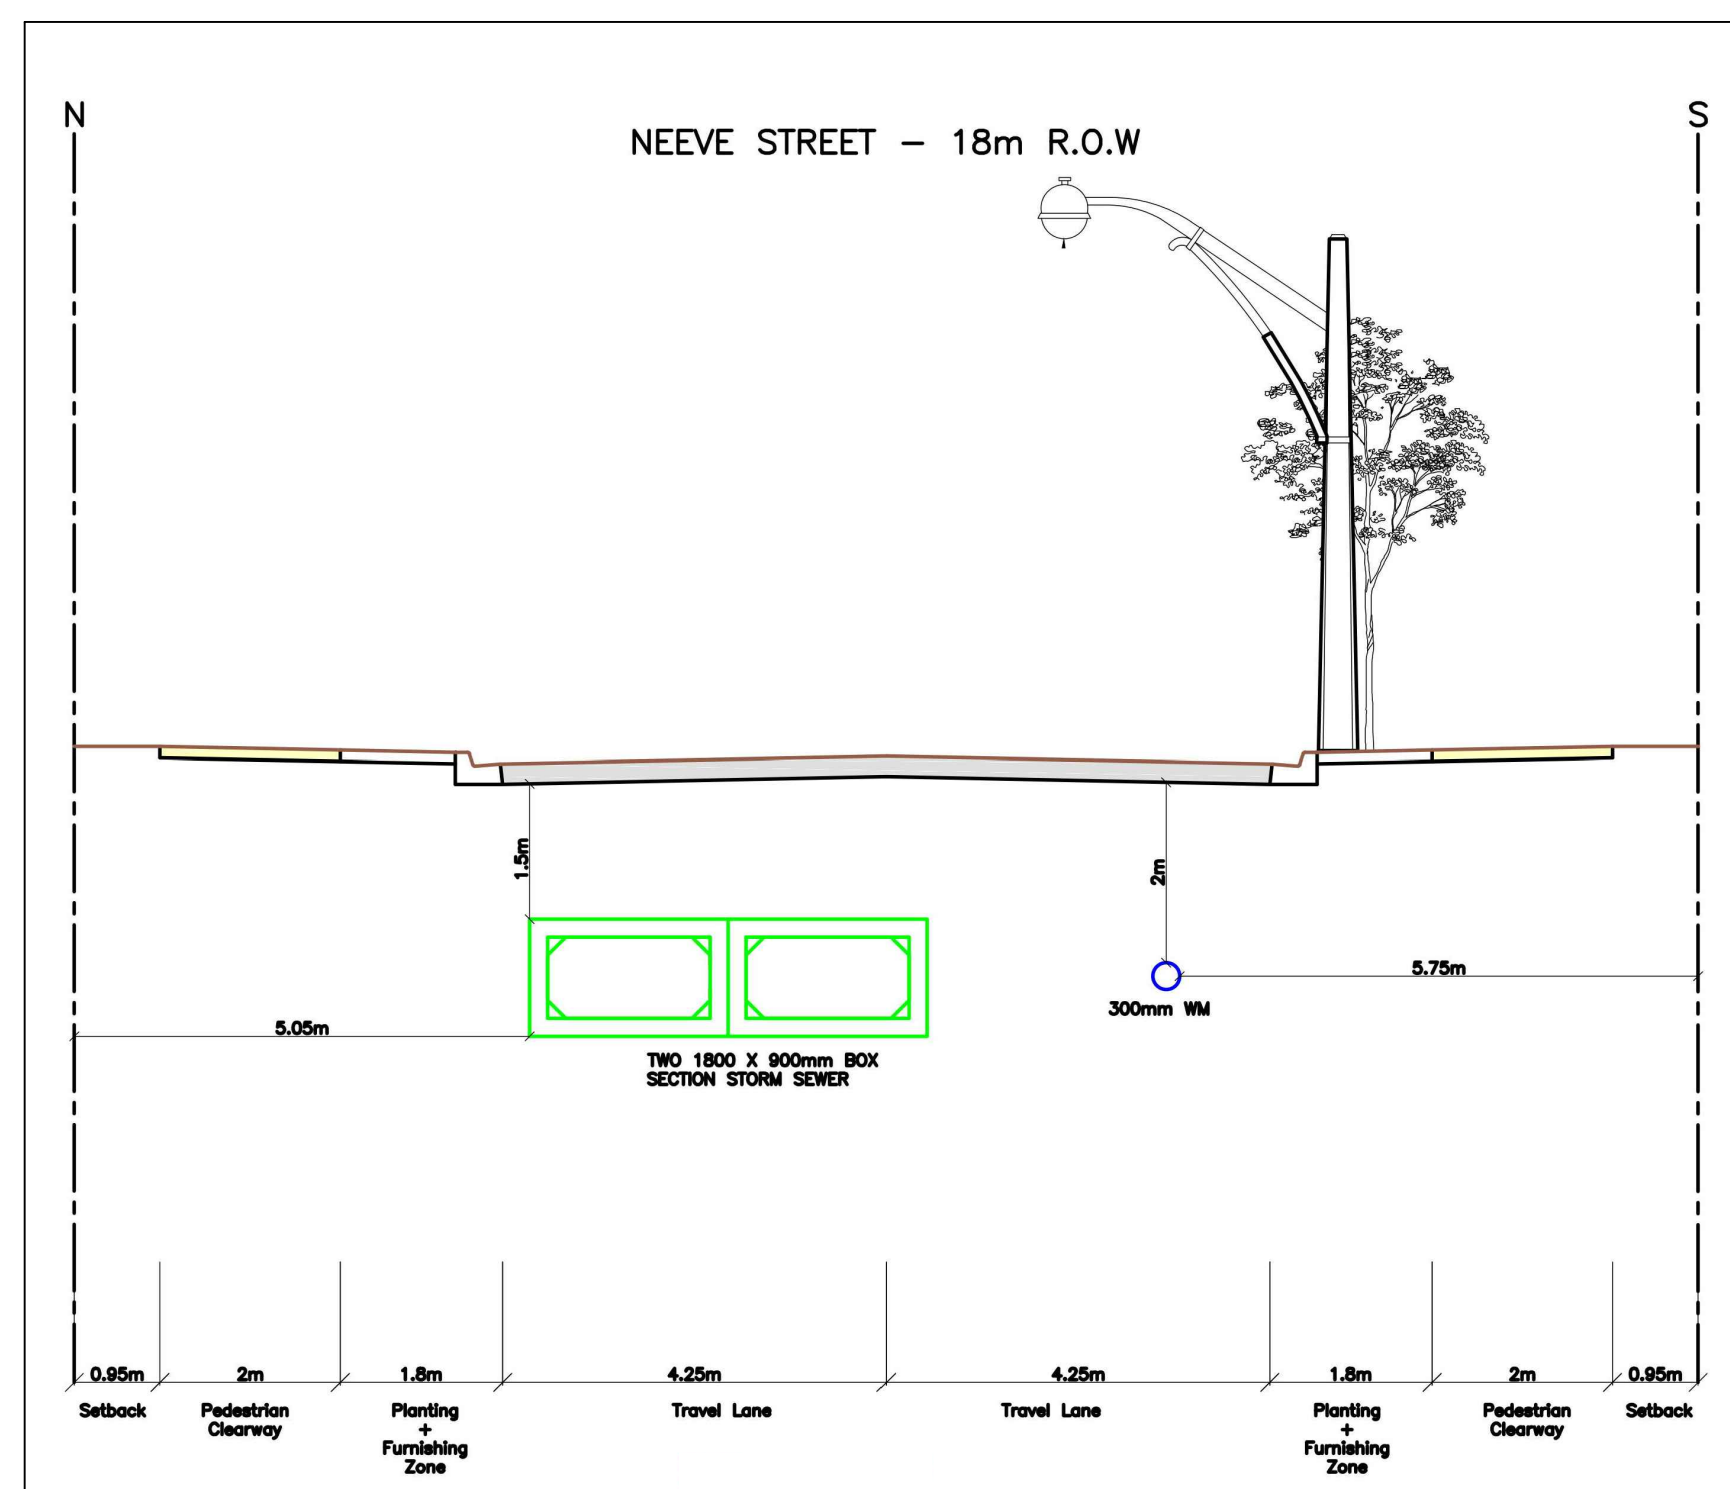 N
S
NEEVE STREET - 18m R.O.W
1.5m
2m
5.75m
300mm WM
5.05m
TWO 1800 X 900mm BOX
SECTION STORM SEWER
0.95m 2m 1.8m 4.25m 4.25m 1.8m 2m 0.95m
Setback
Pedestrian
Clearway
Planting
+
Furnishing
Zone
Travel Lane
Travel Lane
Planting
+
Furnishing
Zone
Pedestrian
Clearway
Setback